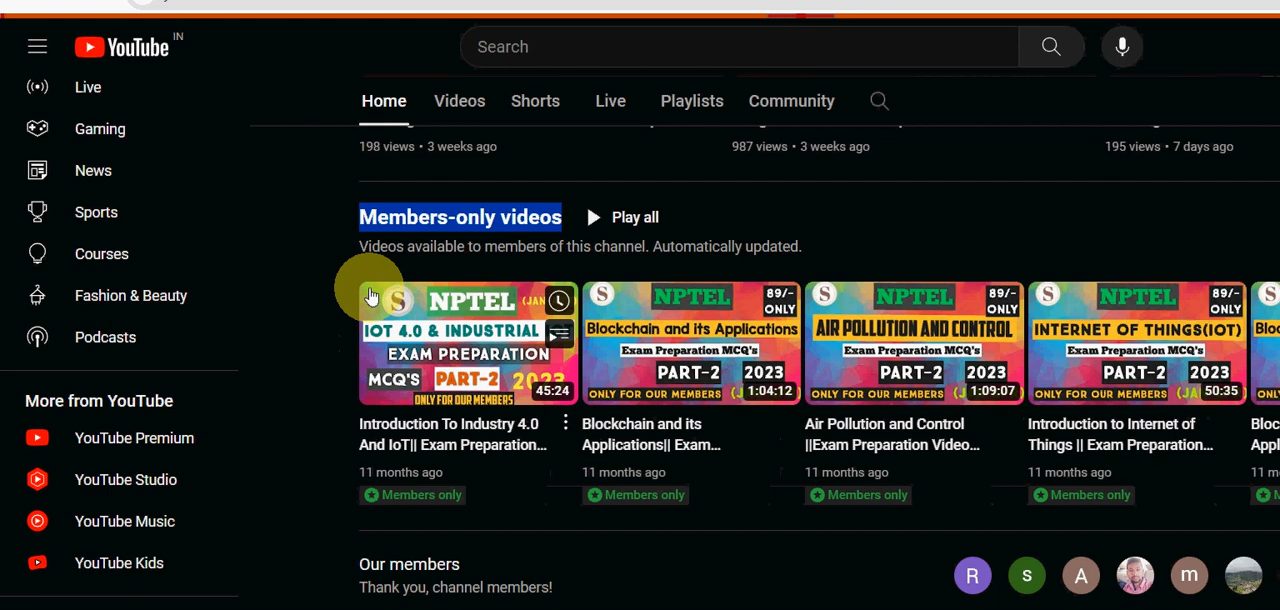 YouTube IN
Search
Live
Gaming
News
Sports
Courses
Fashion & Beauty
Podcasts
More from YouTube
YouTube Premium
YouTube Studio
YouTube Music
YouTube Kids
Home Videos Shorts Live Playlists Community
198 views • 3 weeks ago
987 views • 3 weeks ago
195 views • 7 days ago
Members-only videos Play all
Videos available to members of this channel. Automatically updated.
S NPTEL (JAN
IOT 4.0 & INDUSTRIAL
EXAM PREPARATION
MCQ'S PART-2 2023
ONLY FOR OUR MEMBERS
45:24
Introduction To Industry 4.0
And IoT|| Exam Preparation...
11 months ago
Members only
S NPTEL 89/-
ONLY
Blockchain and its Applications
Exam Preparation MCQ's
PART-2 2023
ONLY FOR OUR MEMBERS
1:04:12
Blockchain and its
Applications|| Exam...
11 months ago
Members only
S NPTEL 89/-
ONLY
AIR POLLUTION AND CONTROL
Exam Preparation MCQ's
PART-2 2023
ONLY FOR OUR MEMBERS
1:09:07
Air Pollution and Control
||Exam Preparation Video...
11 months ago
Members only
S NPTEL 89/-
ONLY
INTERNET OF THINGS(IOT)
Exam Preparation MCQ's
PART-2 2023
ONLY FOR OUR MEMBERS (JA
50:35
Introduction to Internet of
Things || Exam Preparation...
11 months ago
Members only
Our members
Thank you, channel members!
R s A m